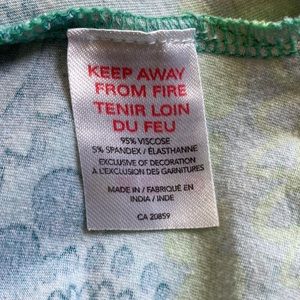 KEEP AWAY
FROM FIRE
TENIR LOIN
DU FEU
95% VISCOSE
5% SPANDEX / ÉLASTHANNE
EXCLUSIVE OF DECORATION
À L'EXCLUSION DES GARNITURES
MADE IN / FABRIQUÉ EN
INDIA / INDE
CA 20859